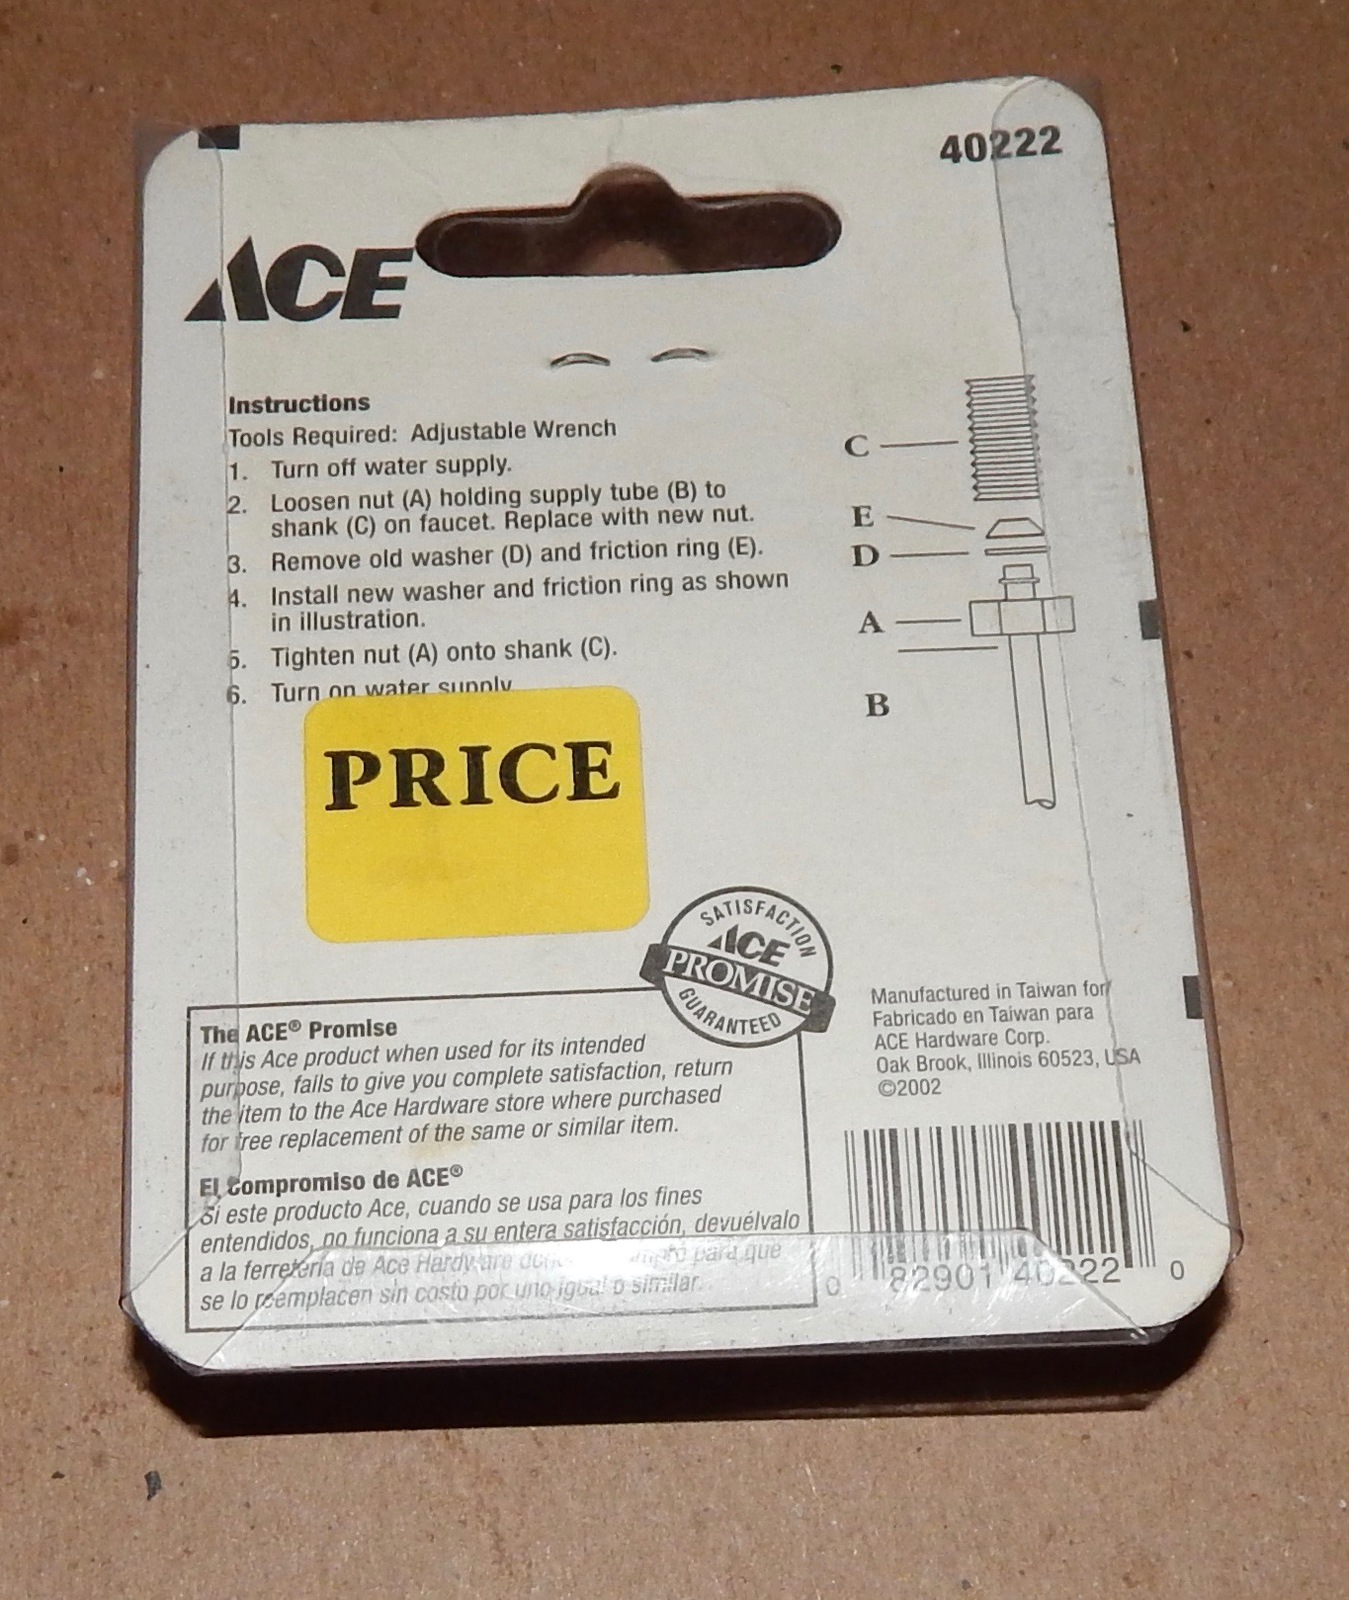 40222
ACE
Instructions
Tools Required: Adjustable Wrench
1. Turn off water supply.
2. Loosen nut (A) holding supply tube (B) to
shank (C) on faucet. Replace with new nut.
3. Remove old washer (D) and friction ring (E).
4. Install new washer and friction ring as shown
in illustration.
5. Tighten nut (A) onto shank (C).
6. Turn on water supply
C
E
D
A
B
PRICE
SATISFACTION
ACE
PROMISE
GUARANTEED
The ACE® Promise
If this Ace product when used for its intended
purpose, fails to give you complete satisfaction, return
the item to the Ace Hardware store where purchased
for free replacement of the same or similar item.
El Compromiso de ACE®
Si este producto Ace, cuando se usa para los fines
entendidos, no funciona a su entera satisfacción, devuélvalo
a la ferretería de Ace Hardware para que
se lo reemplacen sin costo por uno igual o similar.
Manufactured in Taiwan for
Fabricado en Taiwan para
ACE Hardware Corp.
Oak Brook, Illinois 60523, USA
©2002
0 82901 40222 0